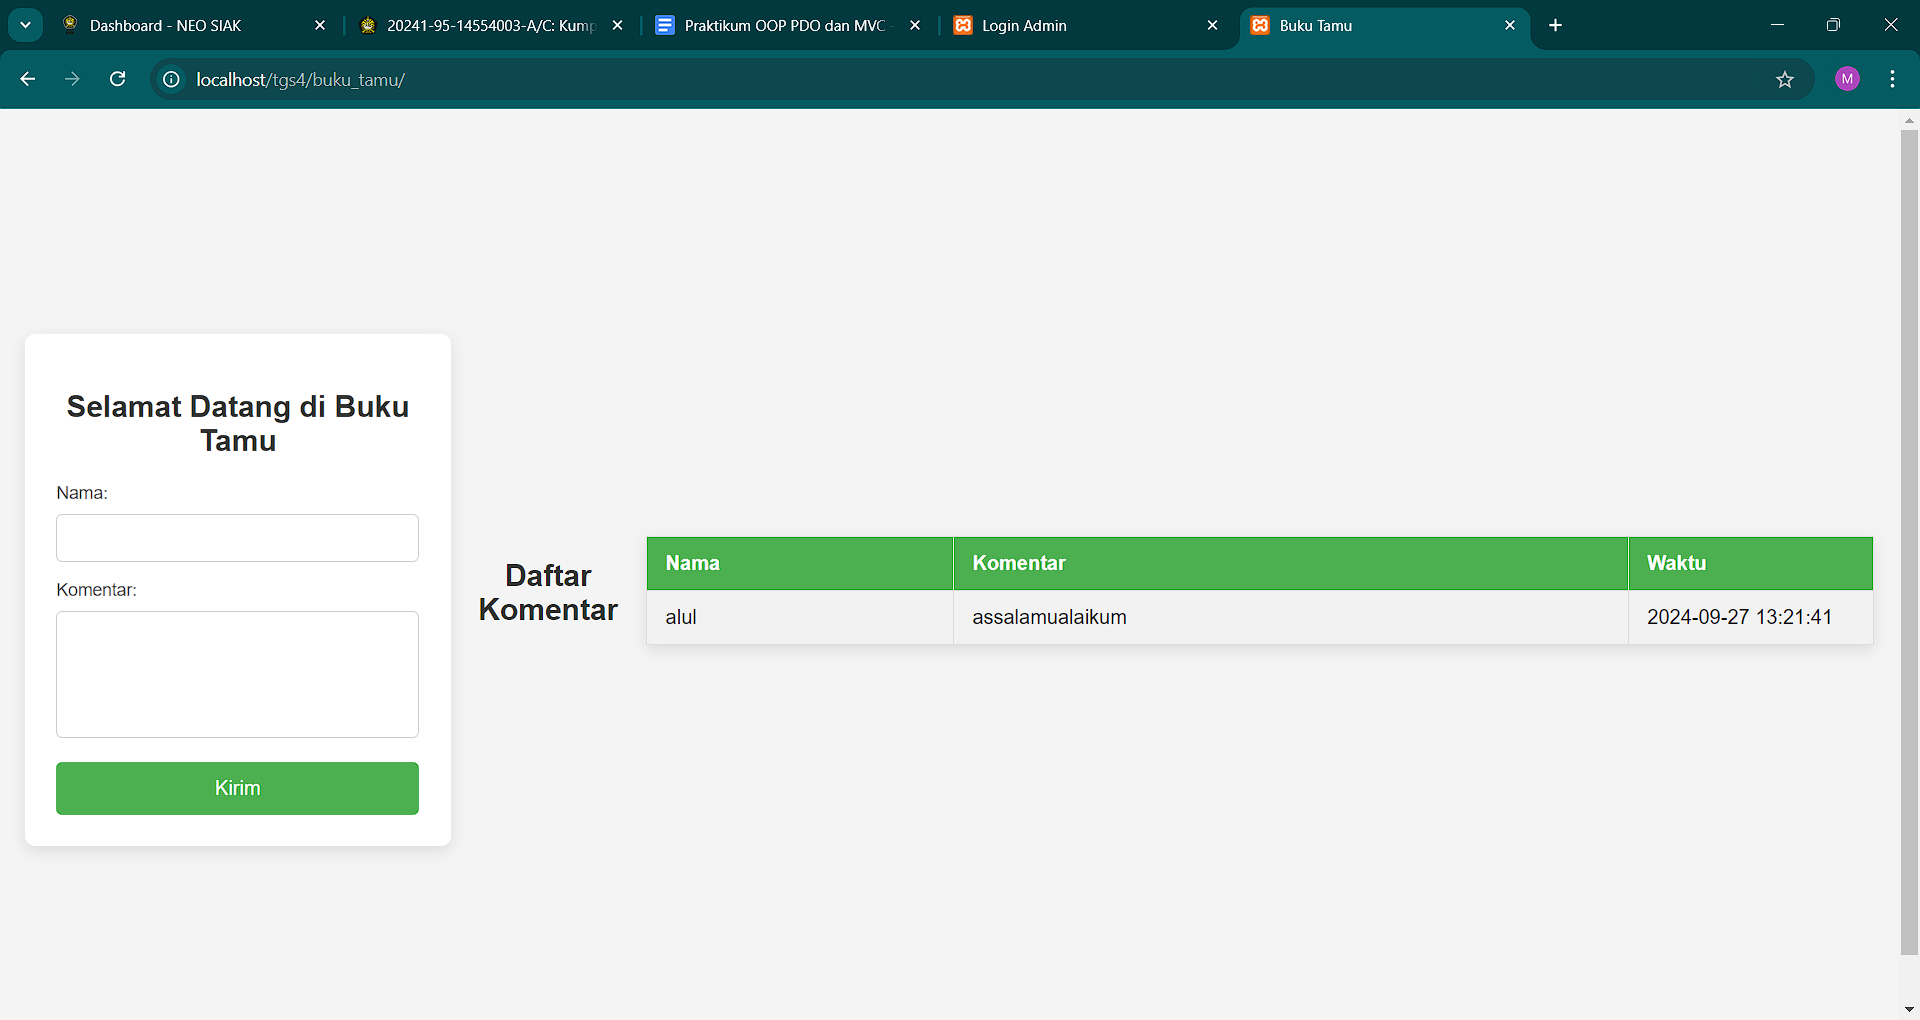 Dashboard - NEO SIAK
20241-95-14554003-A/C: Kump
Praktikum OOP PDO dan MVC
Login Admin
Buku Tamu
localhost/tgs4/buku_tamu/
M
Selamat Datang di Buku
Tamu
Nama:
Komentar:
Kirim
Daftar
Komentar
Nama Komentar Waktu
alul assalamualaikum 2024-09-27 13:21:41